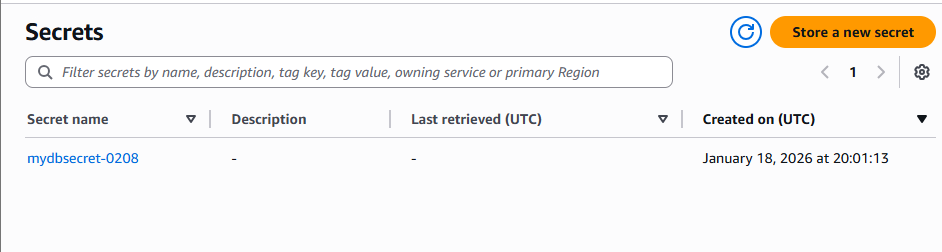 Secrets
Store a new secret
Filter secrets by name, description, tag key, tag value, owning service or primary Region
1
Secret name Description Last retrieved (UTC) Created on (UTC)
mydbsecret-0208 - - January 18, 2026 at 20:01:13